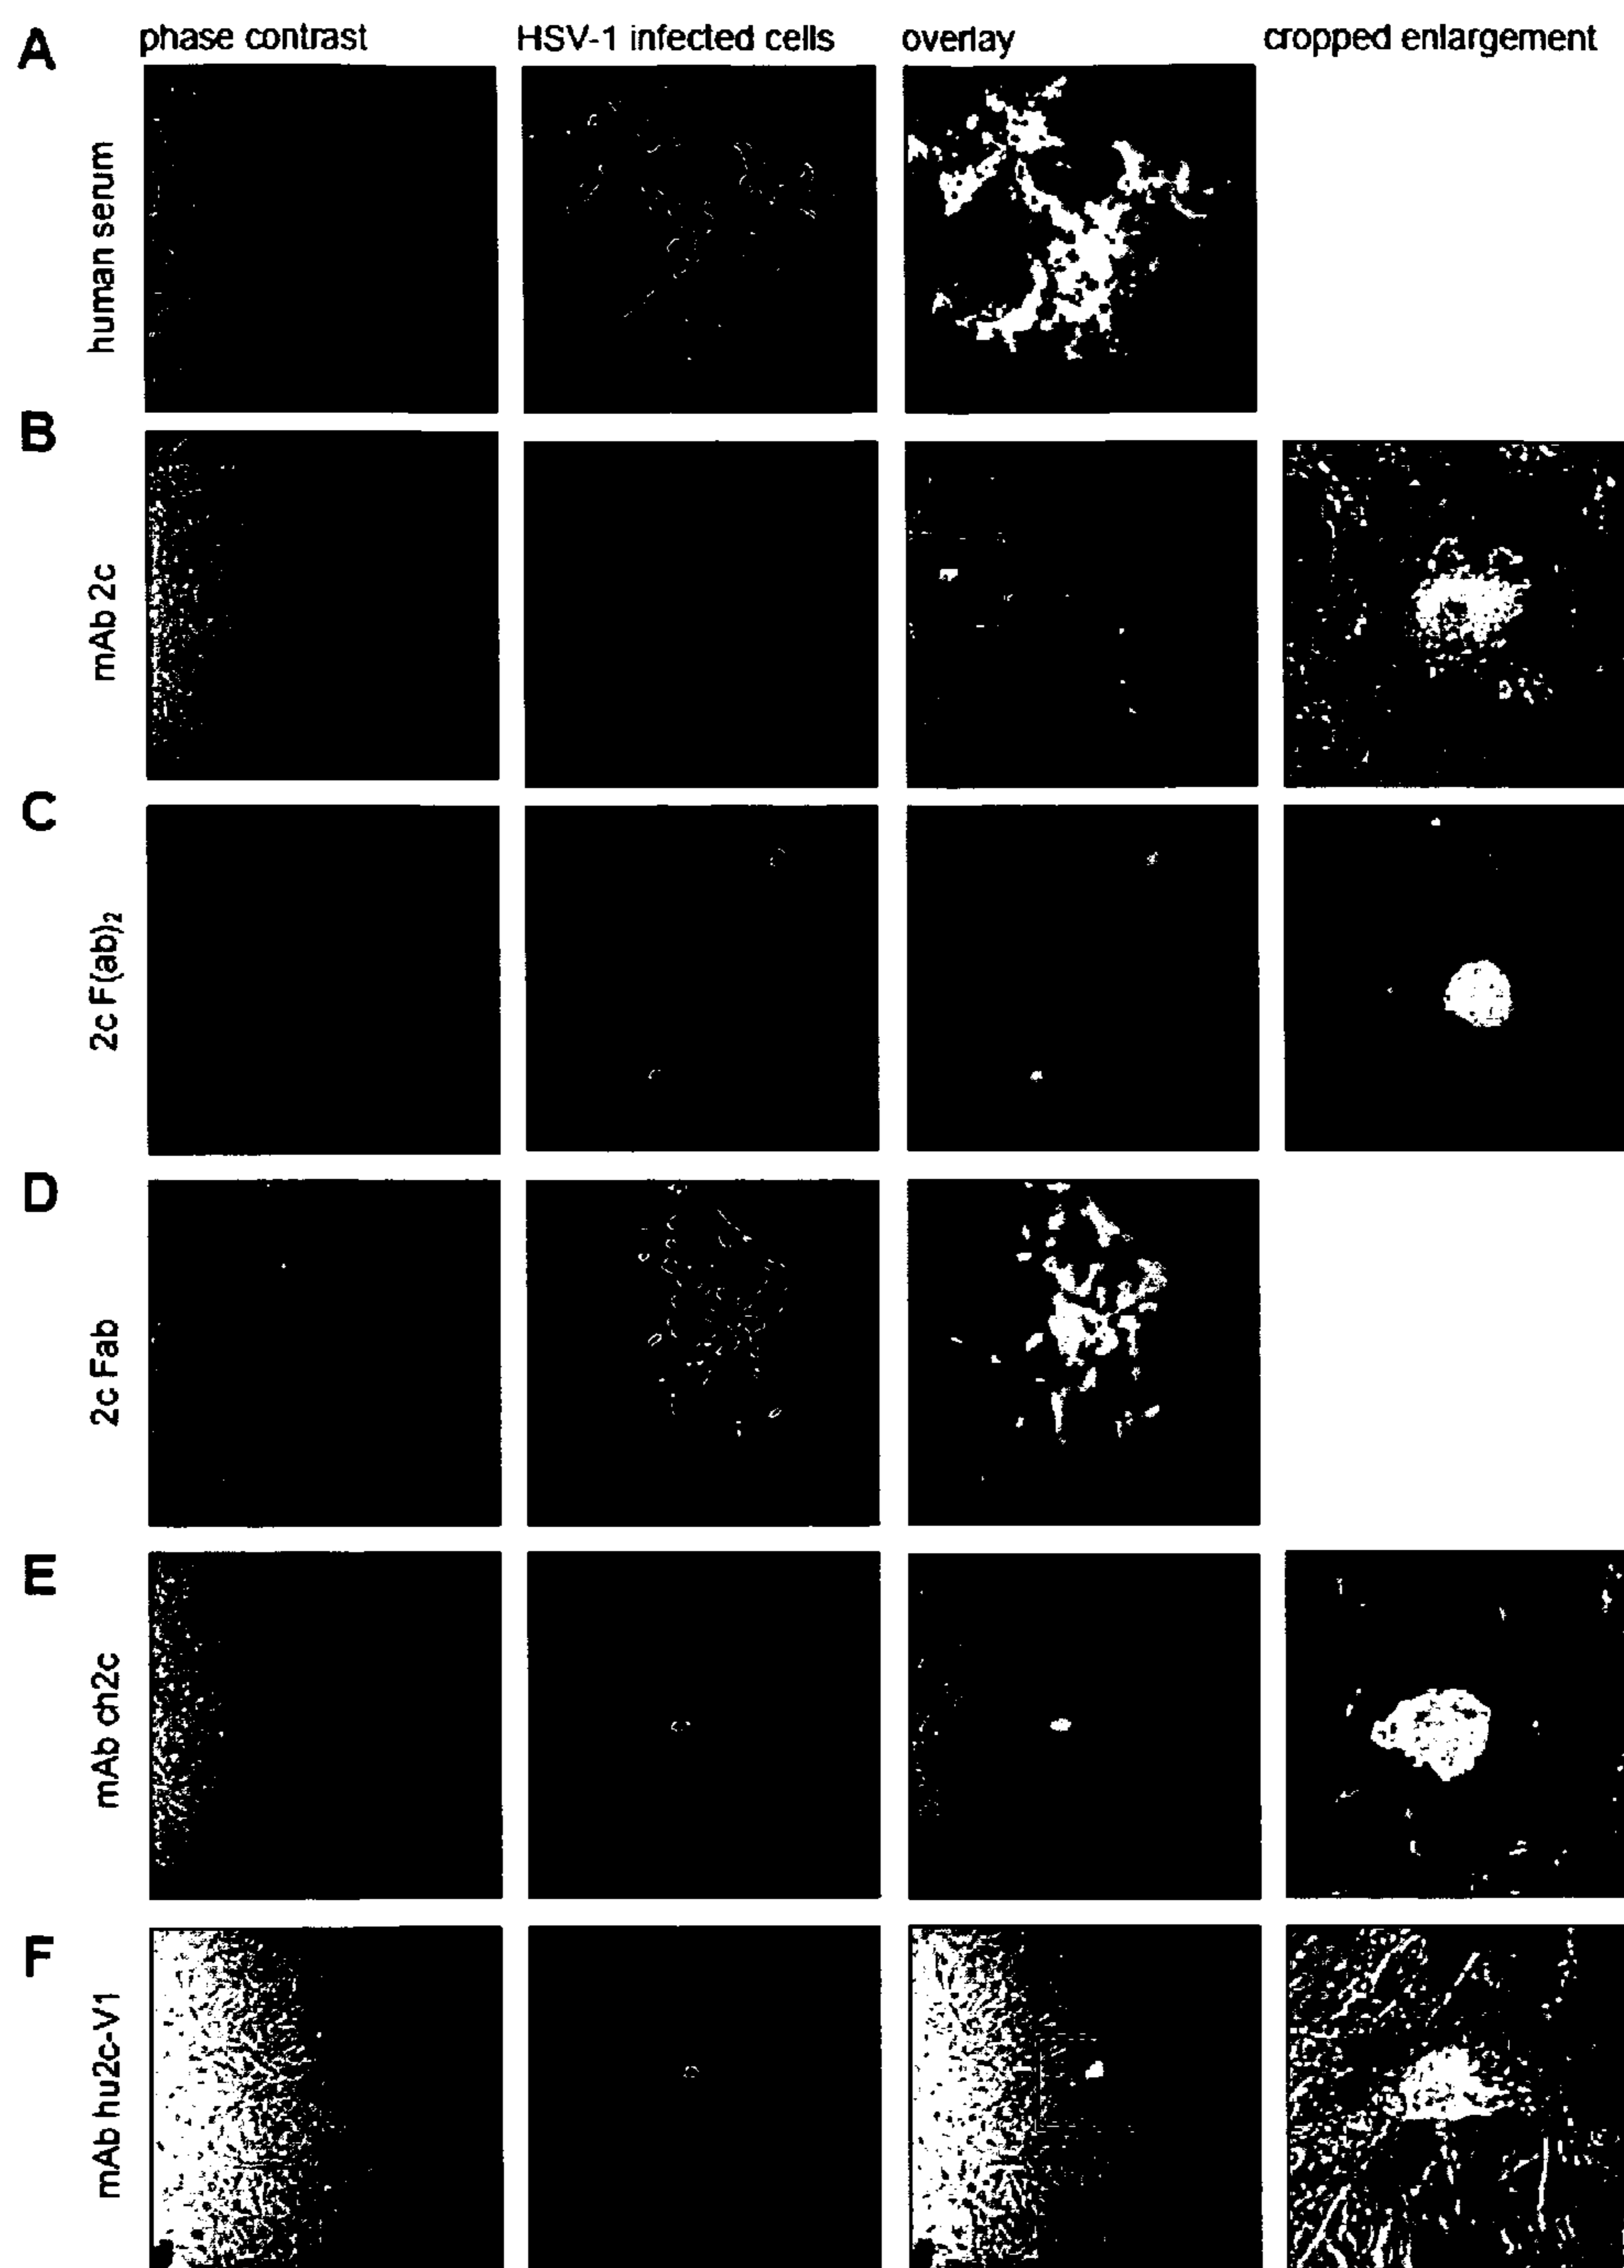 A phase contrast HSV-1 infected cells overlay cropped enlargement
human serum
B
mAb 2c
C
2c F(ab)₂
D
2c Fab
E
mAb ch2c
F
mAb hu2c-V1